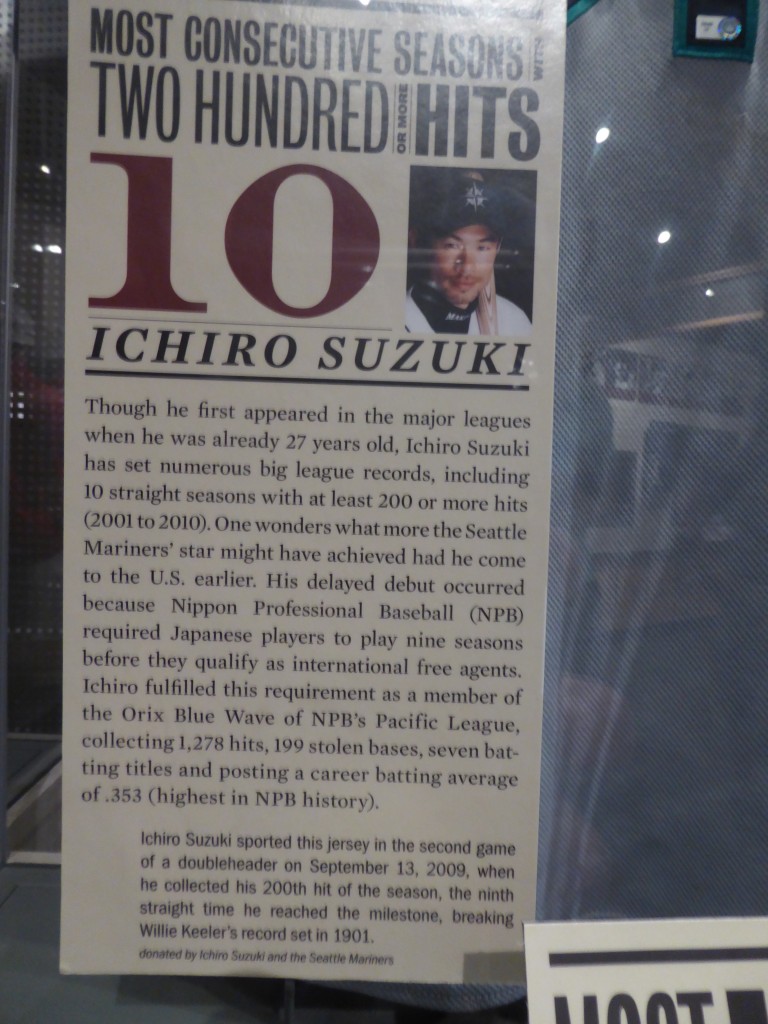 MOST CONSECUTIVE SEASONS WITH
TWO HUNDRED OR MORE HITS
10
ICHIRO SUZUKI
Though he first appeared in the major leagues
when he was already 27 years old, Ichiro Suzuki
has set numerous big league records, including
10 straight seasons with at least 200 or more hits
(2001 to 2010). One wonders what more the Seattle
Mariners' star might have achieved had he come
to the U.S. earlier. His delayed debut occurred
because Nippon Professional Baseball (NPB)
required Japanese players to play nine seasons
before they qualify as international free agents.
Ichiro fulfilled this requirement as a member of
the Orix Blue Wave of NPB's Pacific League,
collecting 1,278 hits, 199 stolen bases, seven bat-
ting titles and posting a career batting average
of .353 (highest in NPB history).
Ichiro Suzuki sported this jersey in the second game
of a doubleheader on September 13, 2009, when
he collected his 200th hit of the season, the ninth
straight time he reached the milestone, breaking
Willie Keeler's record set in 1901.
donated by Ichiro Suzuki and the Seattle Mariners
MOST